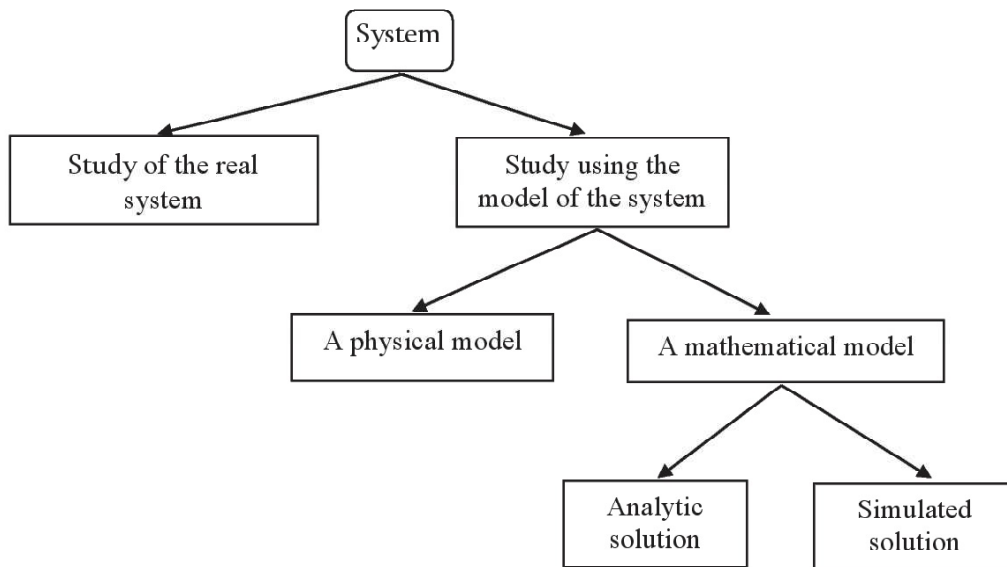 System
Study of the real
system
Study using the
model of the system
A physical model
A mathematical model
Analytic
solution
Simulated
solution